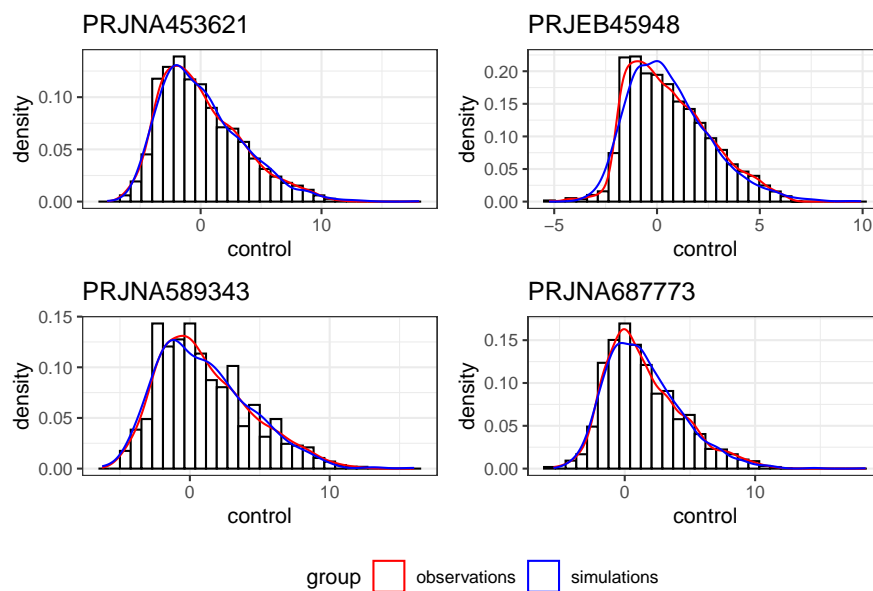 PRJNA453621
density
0.10
0.05
0.00
0
10
control
PRJEB45948
density
0.20
0.15
0.10
0.05
0.00
−5
0
5
10
control
PRJNA589343
density
0.15
0.10
0.05
0.00
0
10
control
PRJNA687773
density
0.15
0.10
0.05
0.00
0
10
control
group observations simulations